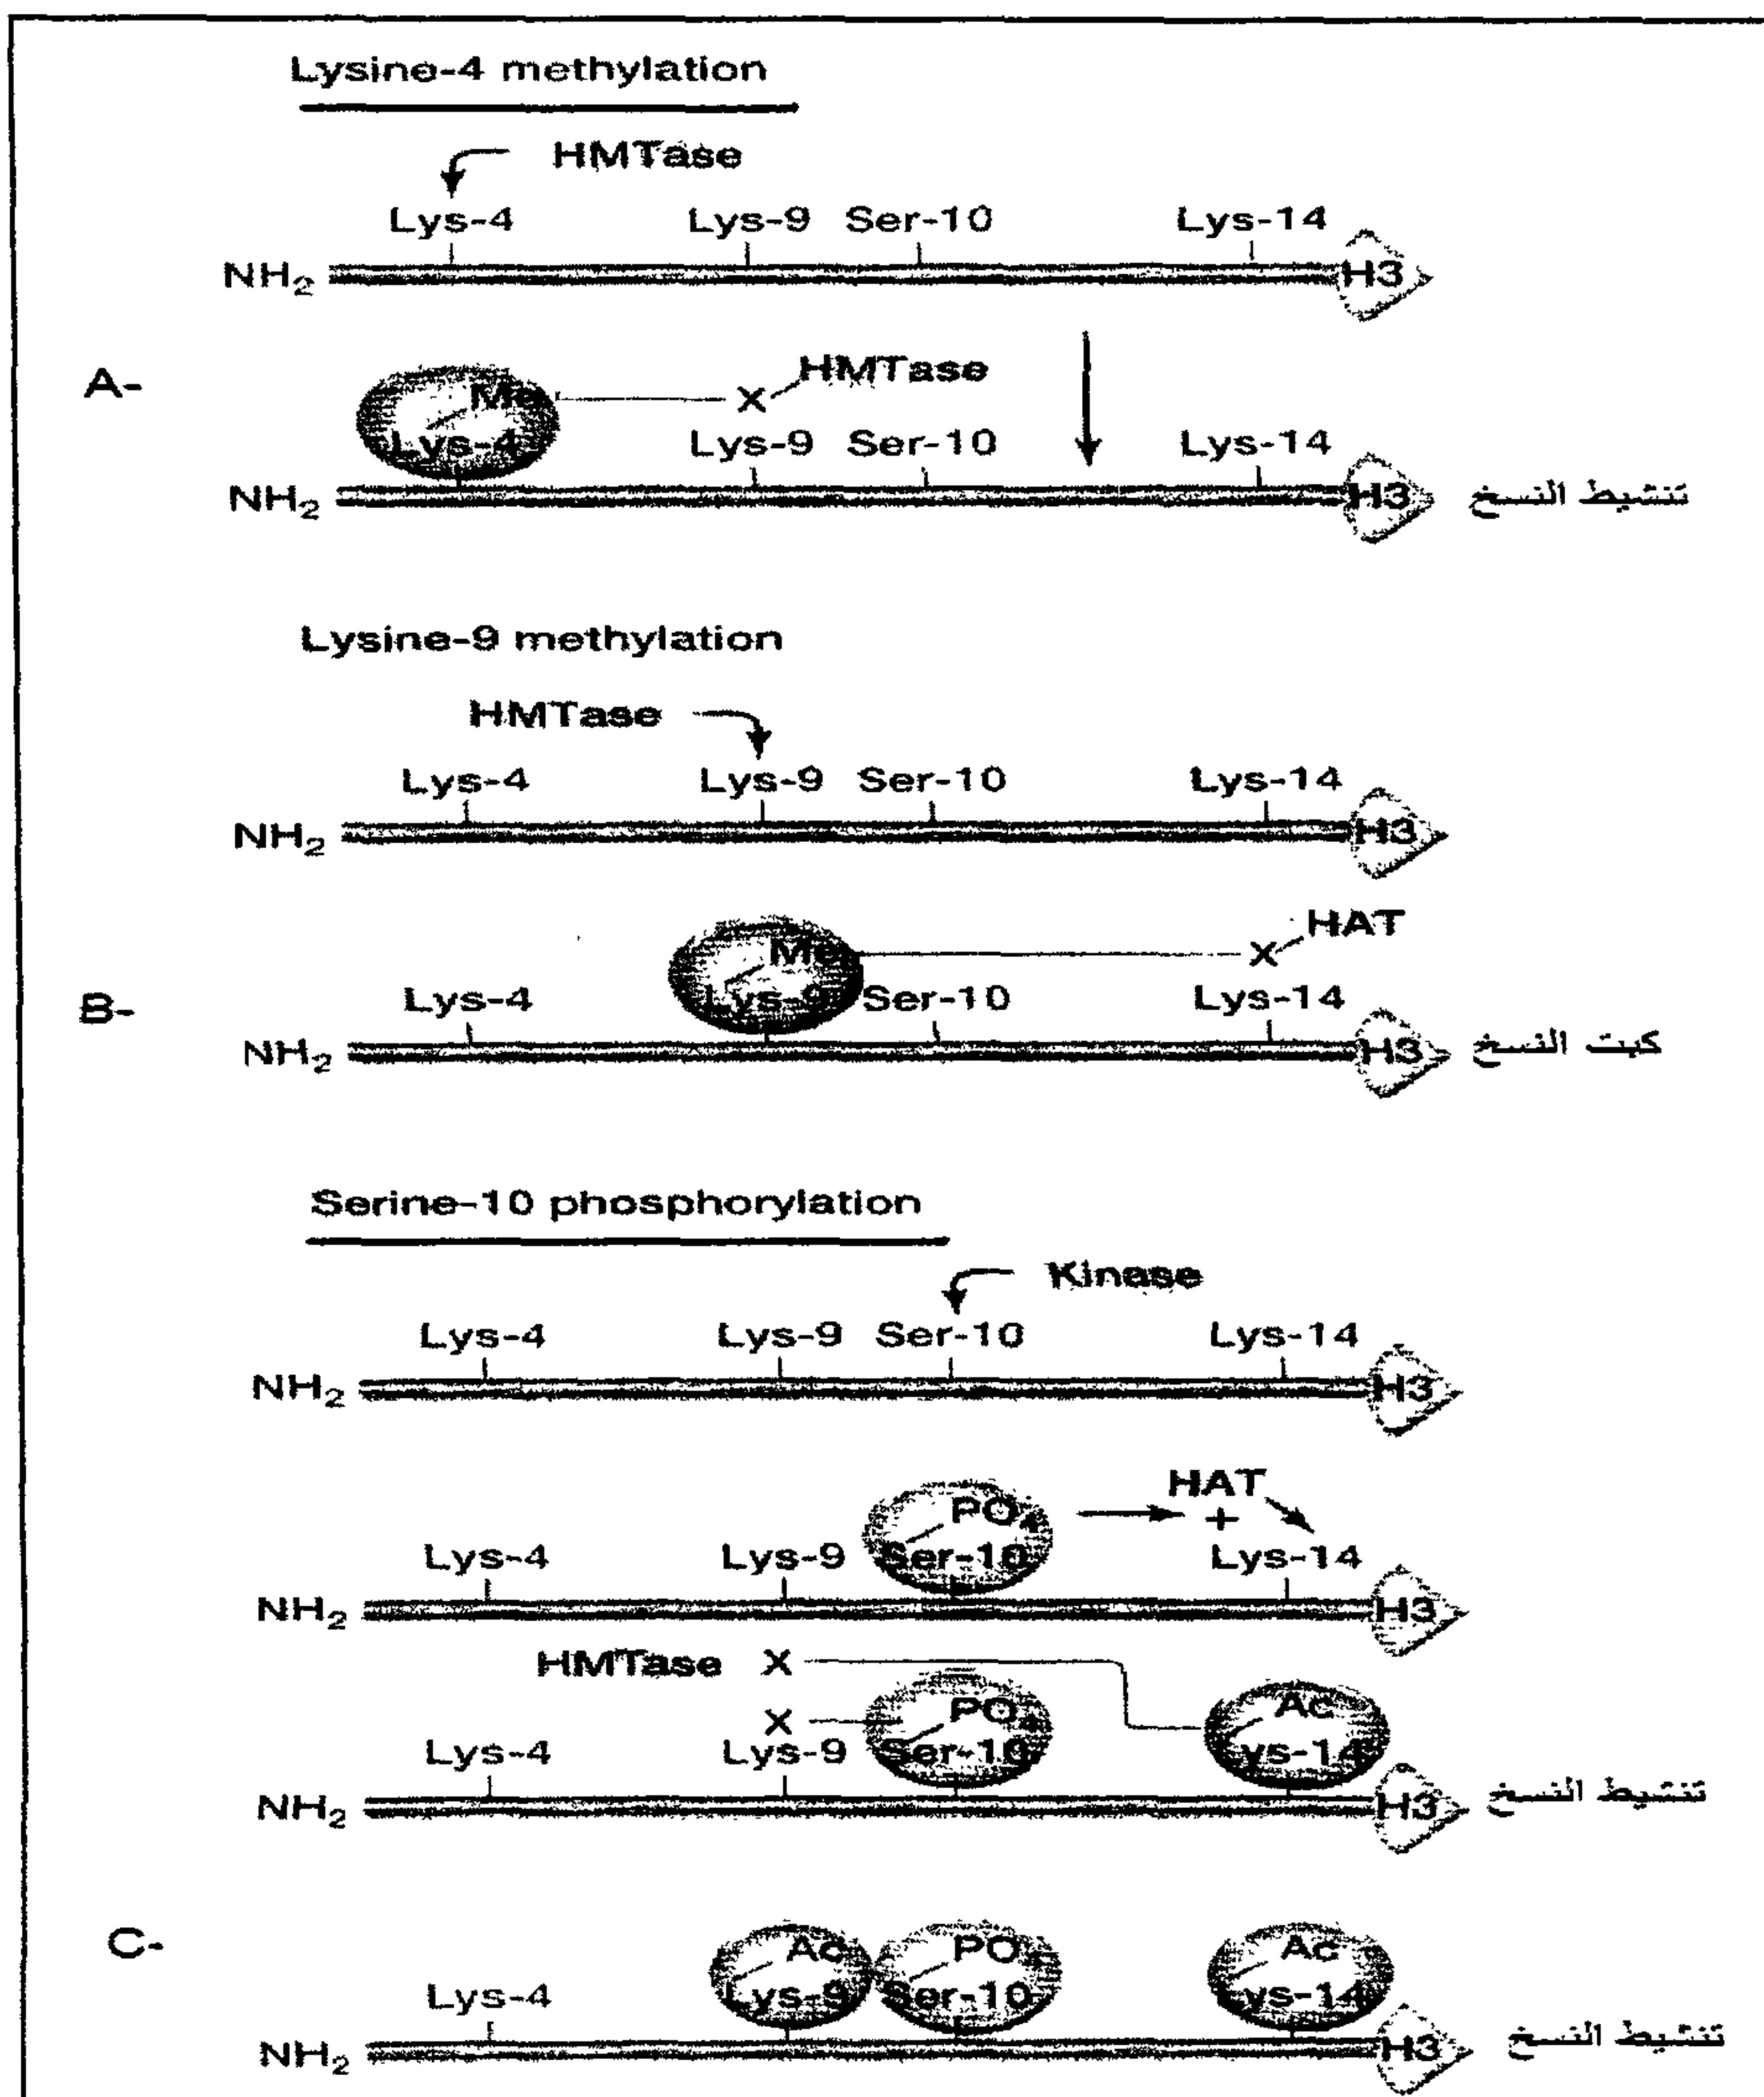 Lysine-4 methylation
HMTase
Lys-4 Lys-9 Ser-10 Lys-14
NH₂ H3
A-
Me X HMTase
Lys-4 Lys-9 Ser-10 Lys-14
NH₂ H3 تنشيط النسخ
Lysine-9 methylation
HMTase
Lys-4 Lys-9 Ser-10 Lys-14
NH₂ H3
B-
Me X HAT
Lys-4 Lys-9 Ser-10 Lys-14
NH₂ H3 كبت النسخ
Serine-10 phosphorylation
Kinase
Lys-4 Lys-9 Ser-10 Lys-14
NH₂ H3
PO₄ HAT
+
Lys-4 Lys-9 Ser-10 Lys-14
NH₂ H3
HMTase X
X PO₄ Ac
Lys-4 Lys-9 Ser-10 Lys-14
NH₂ H3 تنشيط النسخ
C-
Ac PO Ac
Lys-4 Lys-9 Ser-10 Lys-14
NH₂ H3 تنشيط النسخ